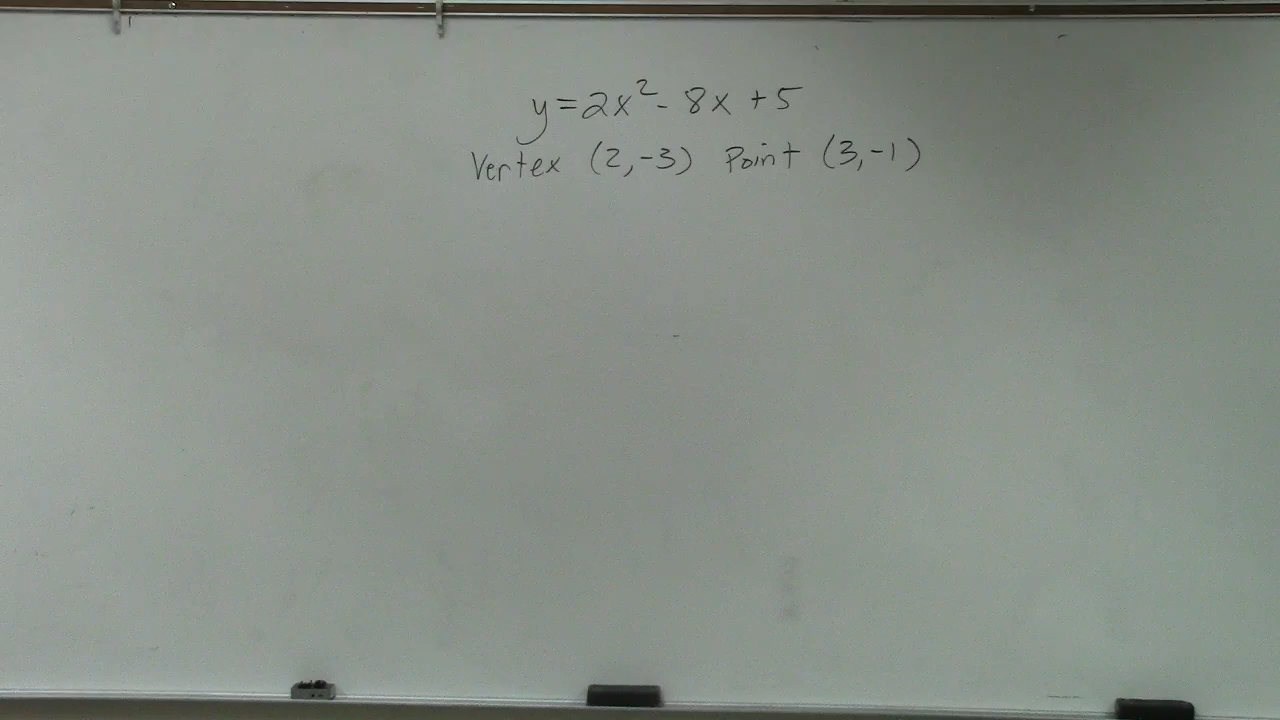 y=2x²-8x+5
Vertex (2,-3) Point (3,-1)